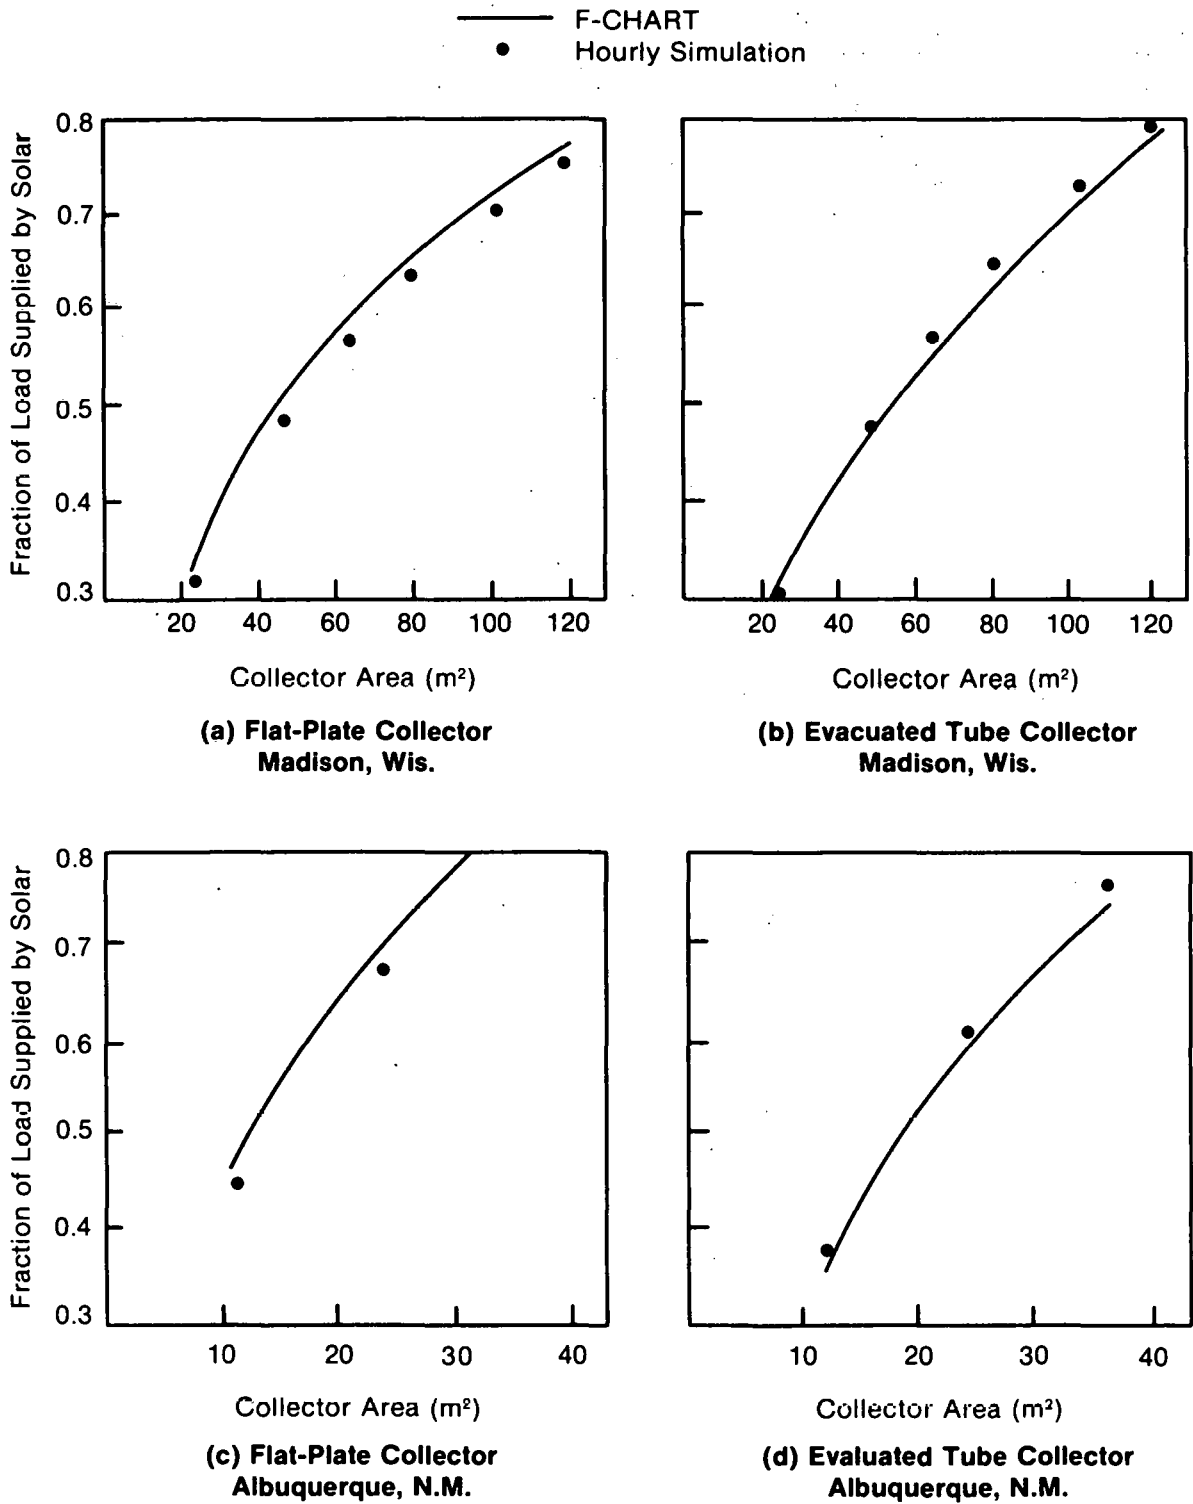 F-CHART
Hourly Simulation
Fraction of Load Supplied by Solar
0.8
0.7
0.6
0.5
0.4
0.3
20 40 60 80 100 120
Collector Area (m²)
(a) Flat-Plate Collector
Madison, Wis.
20 40 60 80 100 120
Collector Area (m²)
(b) Evacuated Tube Collector
Madison, Wis.
Fraction of Load Supplied by Solar
0.8
0.7
0.6
0.5
0.4
0.3
10 20 30 40
Collector Area (m²)
(c) Flat-Plate Collector
Albuquerque, N.M.
10 20 30 40
Collector Area (m²)
(d) Evaluated Tube Collector
Albuquerque, N.M.